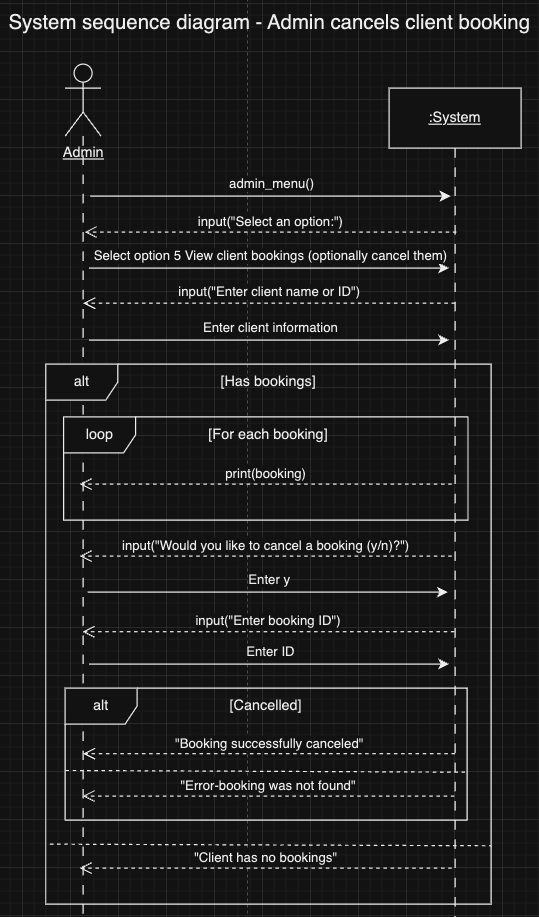 System sequence diagram - Admin cancels client booking
:System
Admin
admin_menu()
input("Select an option:")
Select option 5 View client bookings (optionally cancel them)
input("Enter client name or ID")
Enter client information
alt
[Has bookings]
loop
[For each booking]
print(booking)
input("Would you like to cancel a booking (y/n)?")
Enter y
input("Enter booking ID")
Enter ID
alt
[Cancelled]
"Booking successfully canceled"
"Error-booking was not found"
"Client has no bookings"